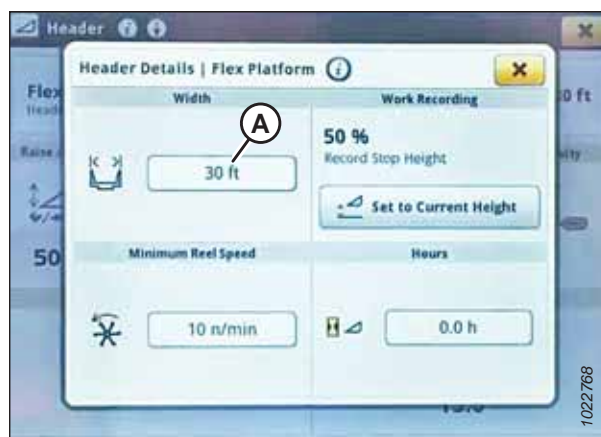 Header
Header Details | Flex Platform
Flex
0 ft
Width
Work Recording
A
50 %
Record Stop Height
30 ft
Set to Current Height
50
Minimum Reel Speed
Hours
10 n/min
0.0 h
1022768